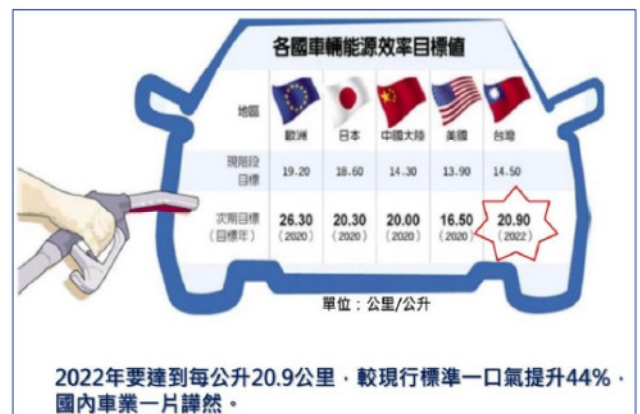 各國車輛能源效率目標值
地區 歐洲 日本 中國大陸 美國 台灣
現階段
目標 19.20 18.60 14.30 13.90 14.50
次期目標 26.30 20.30 20.00 16.50 20.90
(目標年) (2020) (2020) (2020) (2020) (2022)
單位：公里/公升
2022年要達到每公升20.9公里，較現行標準一口氣提升44%，
國內車業一片譁然。